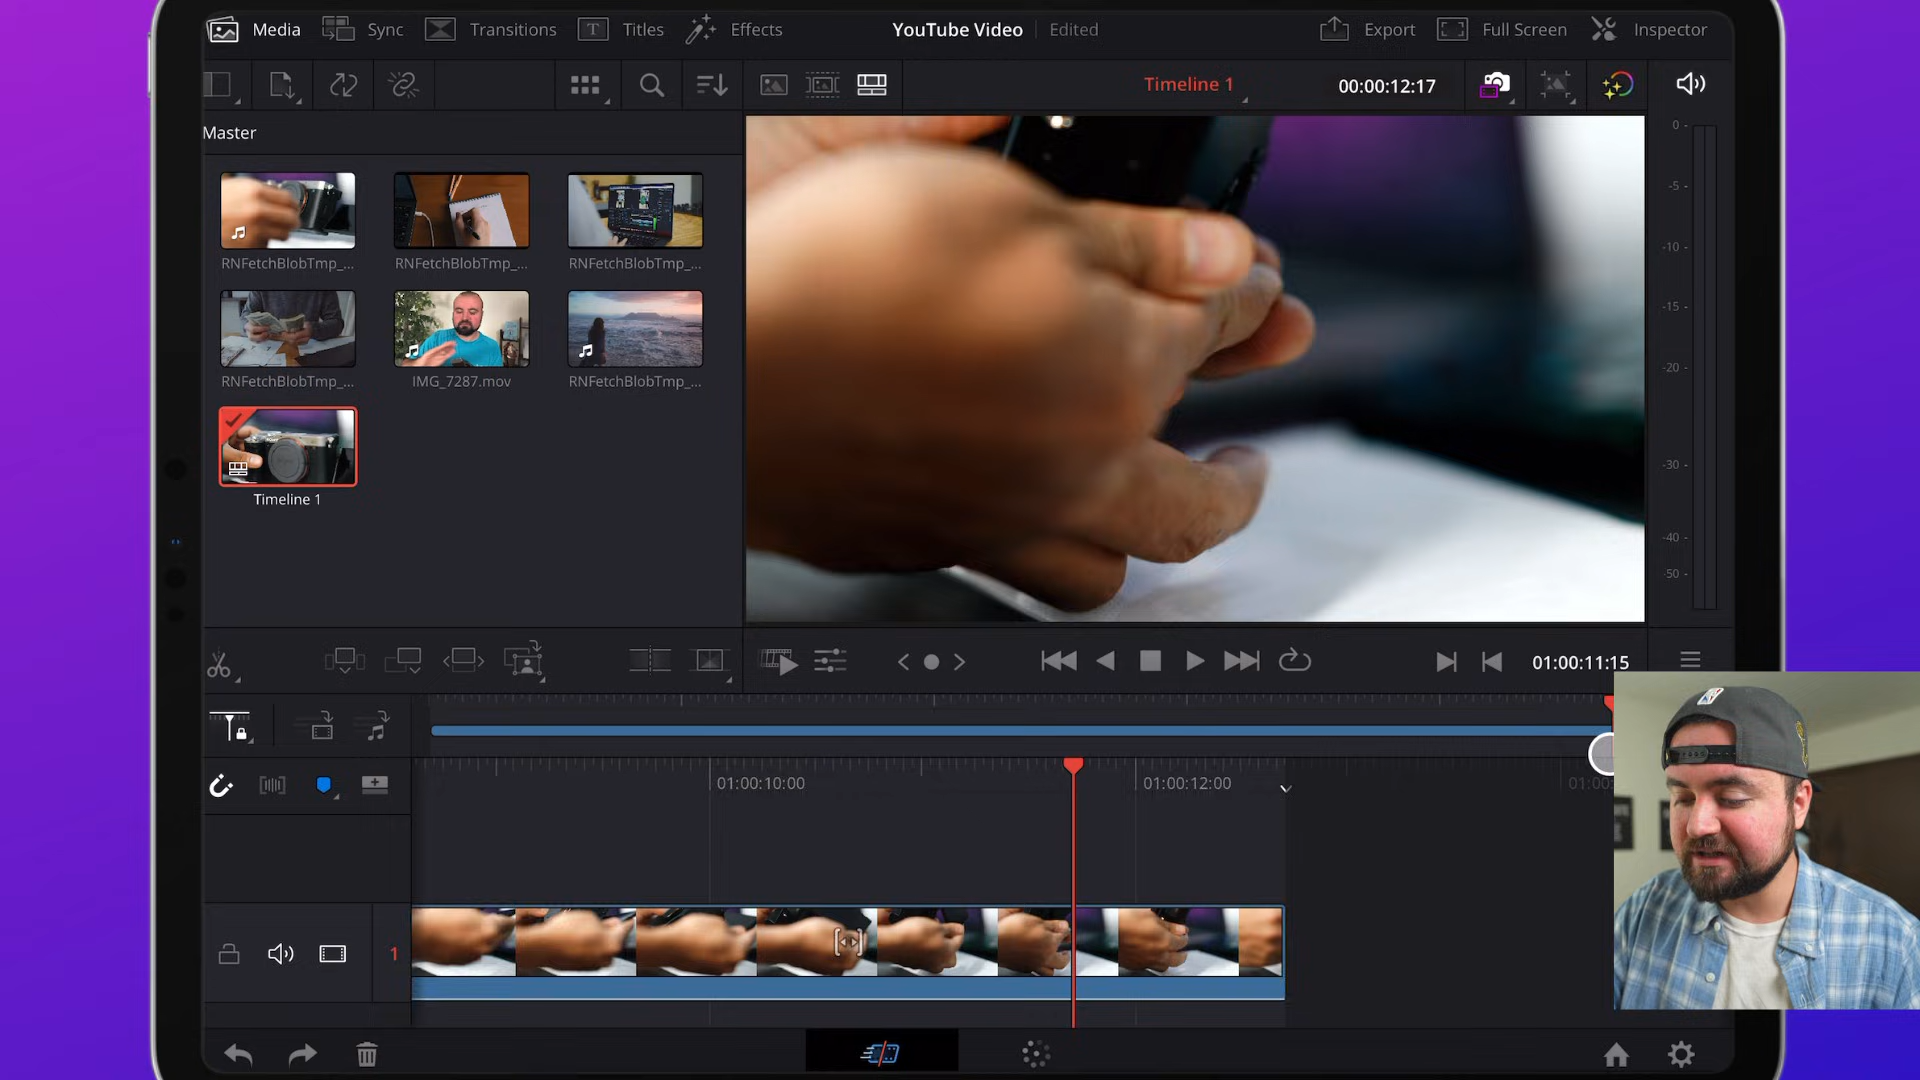 Media Sync Transitions Titles Effects YouTube Video Edited Export Full Screen Inspector
Timeline 1 00:00:12:17
Master
0
-5
-10
-15
-20
-30
-40
-50
RNFetchBlobTmp_... RNFetchBlobTmp_... RNFetchBlobTmp_...
RNFetchBlobTmp_... IMG_7287.mov RNFetchBlobTmp_...
Timeline 1
01:00:11:15
01:00:10:00 01:00:12:00 01:00:
1